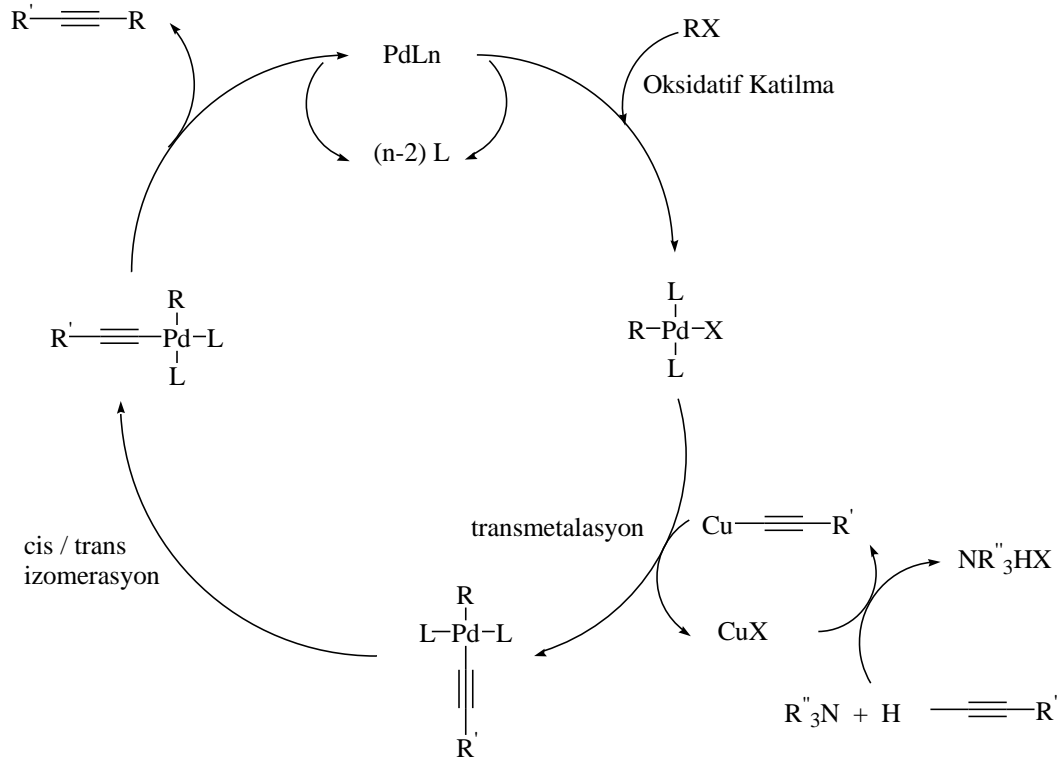 R' R
PdLn
RX
Oksidatif Katilma
(n-2) L
L
R Pd X
L
R
R' Pd L
L
transmetalasyon
Cu R'
cis / trans
izomerasyon
NR"3HX
CuX
R
L Pd L
R'
R"3N + H R'